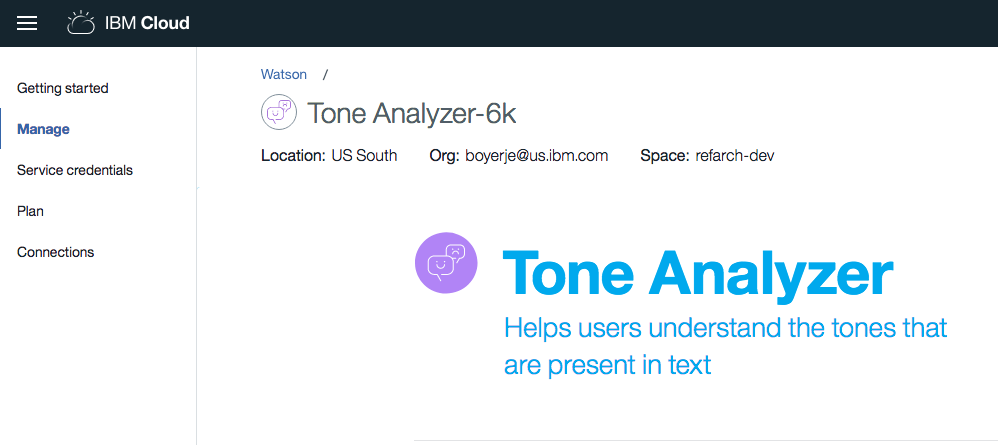 IBM Cloud
Getting started
Manage
Service credentials
Plan
Connections
Watson /
Tone Analyzer-6k
Location: US South Org: boyerje@us.ibm.com Space: refarch-dev
Tone Analyzer
Helps users understand the tones that
are present in text